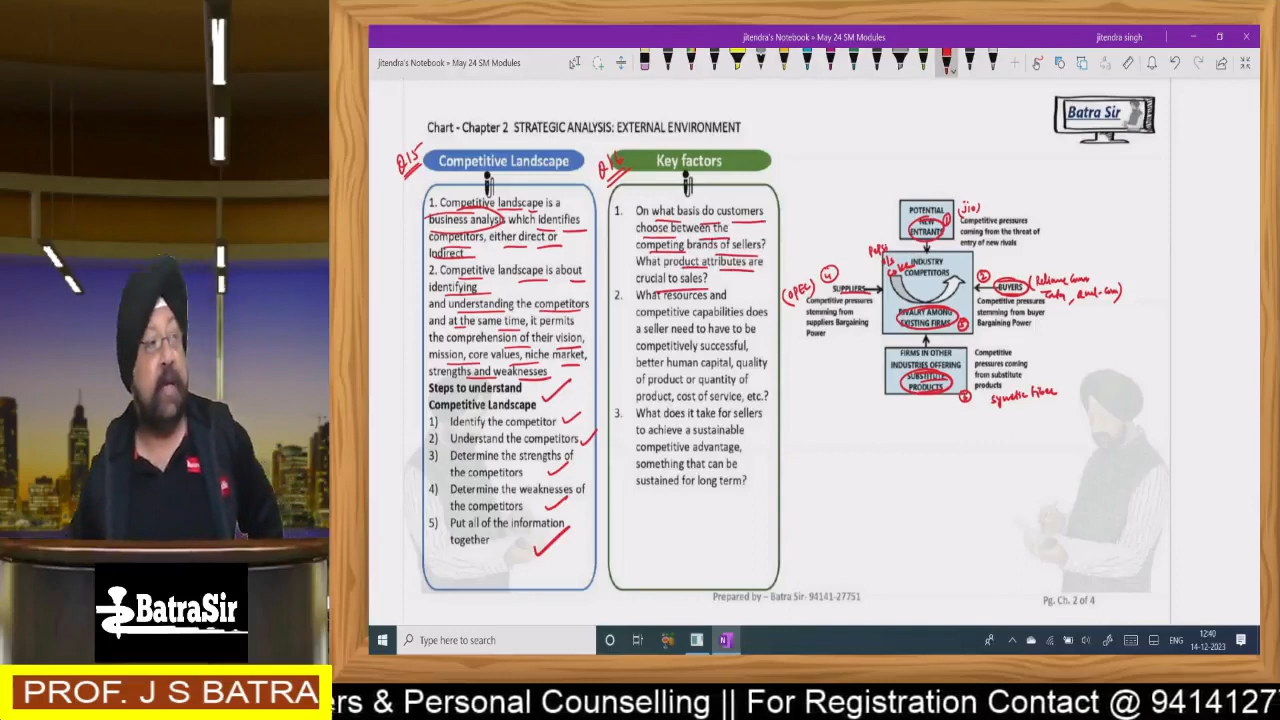 jitendra's Notebook » May 24 SM Modules
jitendra singh
jitendra's Notebook » May 24 SM Modules
Batra Sir
Chart - Chapter 2 STRATEGIC ANALYSIS: EXTERNAL ENVIRONMENT
Q15
Competitive Landscape
1. Competitive landscape is a
business analysis which identifies
competitors, either direct or
Indirect
2. Competitive landscape is about
identifying
and understanding the competitors
and at the same time, it permits
the comprehension of their vision,
mission, core values, niche market,
strengths and weaknesses
Steps to understand
Competitive Landscape
1) Identify the competitor
2) Understand the competitors
3) Determine the strengths of
the competitors
4) Determine the weaknesses of
the competitors
5) Put all of the information
together
Q16
Key factors
1. On what basis do customers
choose between the
competing brands of sellers?
What product attributes are
crucial to sales?
2. What resources and
competitive capabilities does
a seller need to have to be
competitively successful,
better human capital, quality
of product or quantity of
product, cost of service, etc.?
3. What does it take for sellers
to achieve a sustainable
competitive advantage,
something that can be
sustained for long term?
POTENTIAL
NEW
ENTRANTS
1
(jio)
Competitive pressures
coming from the threat of
entry of new rivals
Pepsi
v/s
INDUSTRY
COMPETITORS
RIVALRY AMONG
EXISTING FIRMS
5
(OPEC)
4
SUPPLIERS
Competitive pressures
stemming from
suppliers Bargaining
Power
2
BUYERS
(Reliance
Competitive pressures
stemming from buyer
Bargaining Power
FIRMS IN OTHER
INDUSTRIES OFFERING
SUBSTITUTE
PRODUCTS
3
Competitive
pressures coming
from substitute
products
Prepared by – Batra Sir- 94141-27751
Pg. Ch. 2 of 4
Type here to search
ENG
12:40
14-12-2023
BatraSir
PROF. J S BATRA
ers & Personal Counselling || For Registration Contact @ 9414127